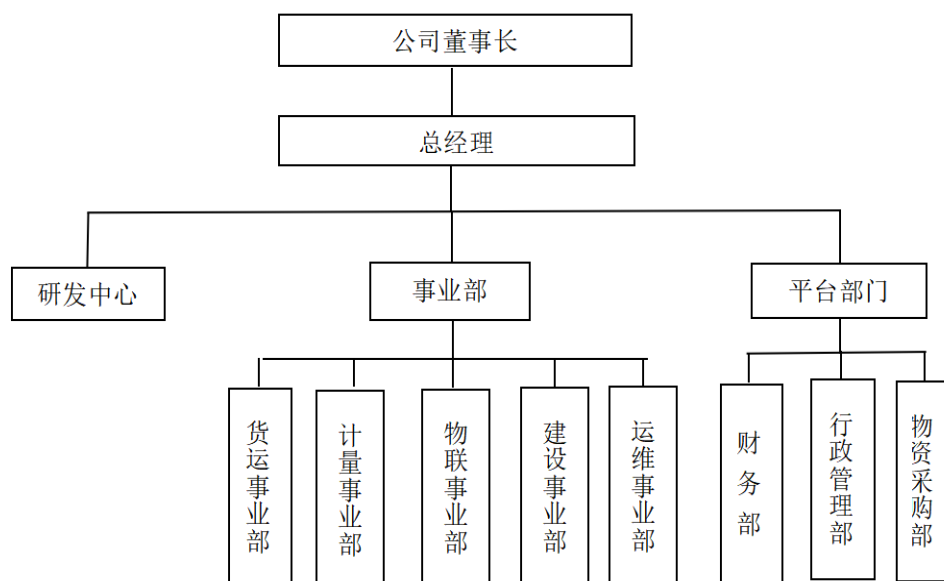 公司董事长
总经理
研发中心
事业部
平台部门
货运事业部
计量事业部
物联事业部
建设事业部
运维事业部
财务部
行政管理部
物资采购部